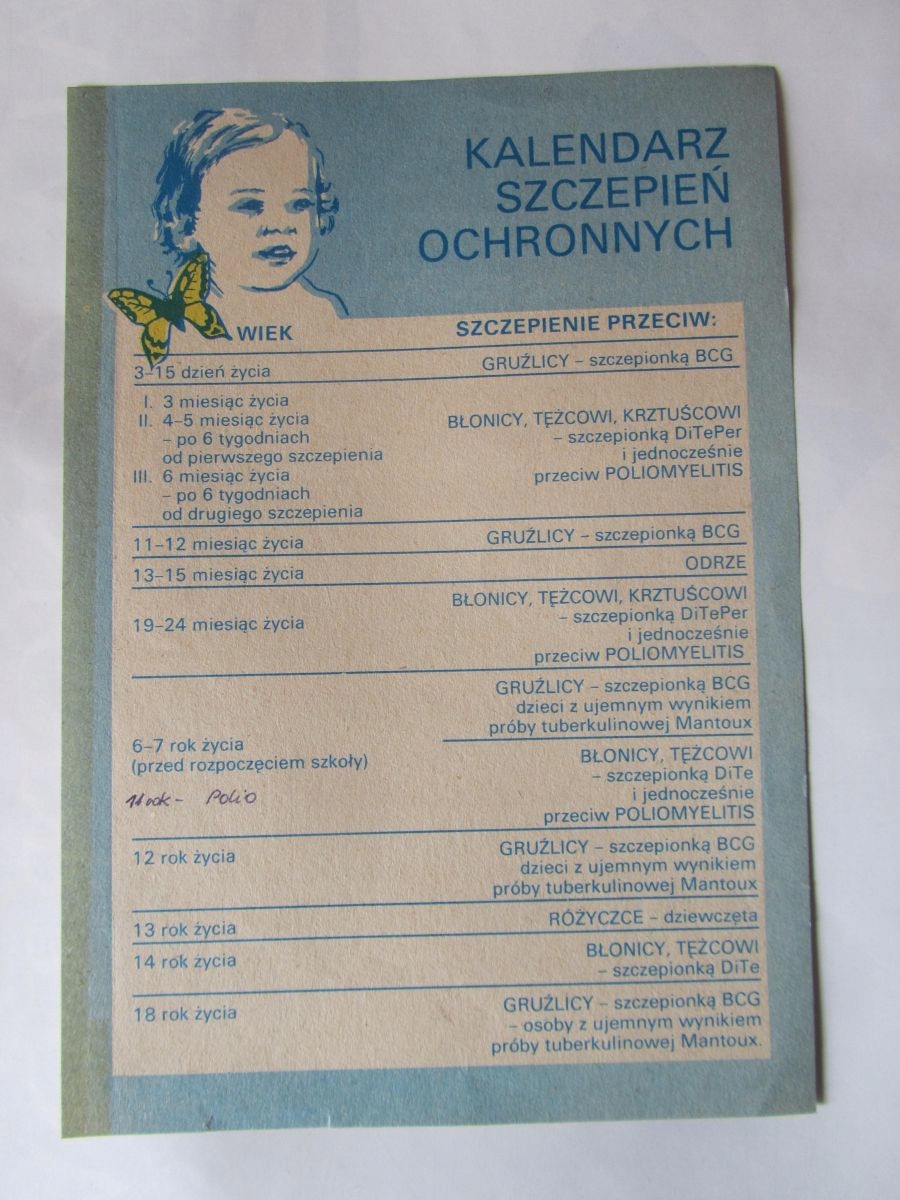 KALENDARZ
SZCZEPIEŃ
OCHRONNYCH
WIEK SZCZEPIENIE PRZECIW:
3–15 dzień życia GRUŹLICY – szczepionką BCG
I. 3 miesiąc życia
II. 4–5 miesiąc życia
– po 6 tygodniach
od pierwszego szczepienia
III. 6 miesiąc życia
– po 6 tygodniach
od drugiego szczepienia
BŁONICY, TĘŻCOWI, KRZTUŚCOWI
– szczepionką DiTePer
i jednocześnie
przeciw POLIOMYELITIS
11–12 miesiąc życia GRUŹLICY – szczepionką BCG
13–15 miesiąc życia ODRZE
19–24 miesiąc życia
BŁONICY, TĘŻCOWI, KRZTUŚCOWI
– szczepionką DiTePer
i jednocześnie
przeciw POLIOMYELITIS
6–7 rok życia
(przed rozpoczęciem szkoły)
GRUŹLICY – szczepionką BCG
dzieci z ujemnym wynikiem
próby tuberkulinowej Mantoux
BŁONICY, TĘŻCOWI
– szczepionką DiTe
i jednocześnie
przeciw POLIOMYELITIS
11 rok – Polio
12 rok życia
GRUŹLICY – szczepionką BCG
dzieci z ujemnym wynikiem
próby tuberkulinowej Mantoux
13 rok życia RÓŻYCZCE – dziewczęta
14 rok życia
BŁONICY, TĘŻCOWI
– szczepionką DiTe
18 rok życia
GRUŹLICY – szczepionką BCG
– osoby z ujemnym wynikiem
próby tuberkulinowej Mantoux.